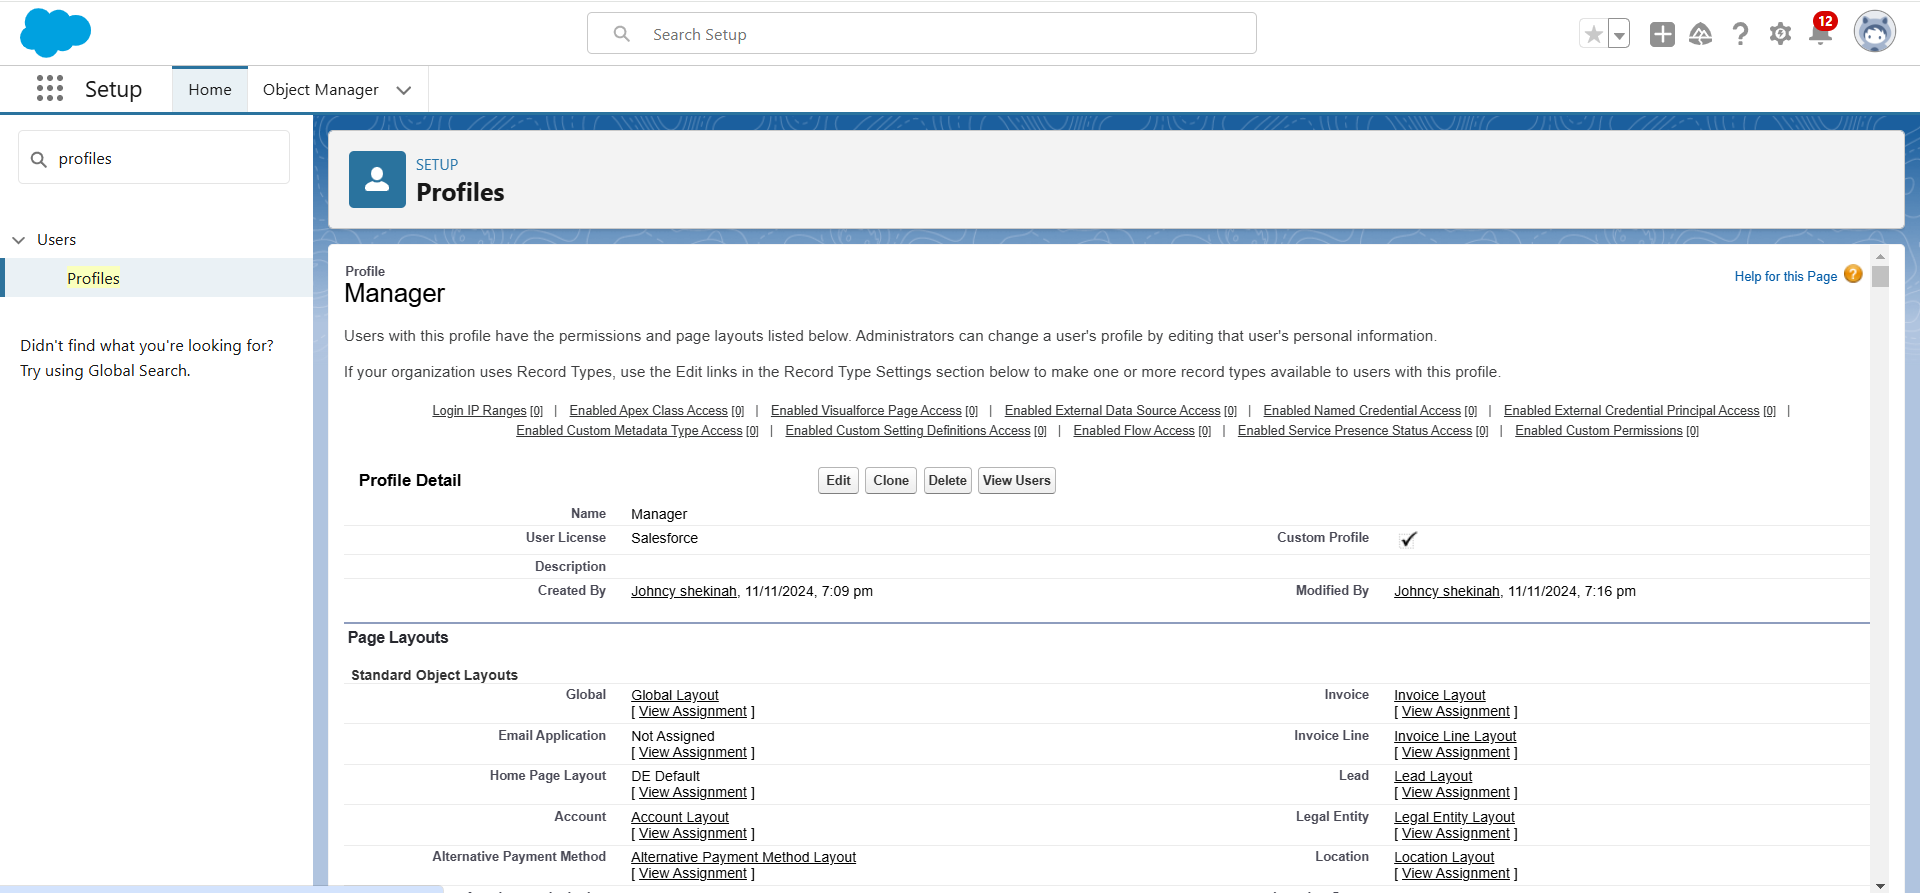 Search Setup
12
Setup
Home
Object Manager
profiles
Users
Profiles
Didn't find what you're looking for?
Try using Global Search.
SETUP
Profiles
Profile
Manager
Help for this Page ?
Users with this profile have the permissions and page layouts listed below. Administrators can change a user's profile by editing that user's personal information.
If your organization uses Record Types, use the Edit links in the Record Type Settings section below to make one or more record types available to users with this profile.
Login IP Ranges [0] | Enabled Apex Class Access [0] | Enabled Visualforce Page Access [0] | Enabled External Data Source Access [0] | Enabled Named Credential Access [0] | Enabled External Credential Principal Access [0] |
Enabled Custom Metadata Type Access [0] | Enabled Custom Setting Definitions Access [0] | Enabled Flow Access [0] | Enabled Service Presence Status Access [0] | Enabled Custom Permissions [0]
Profile Detail Edit Clone Delete View Users
Name Manager
User License Salesforce Custom Profile
Description
Created By Johncy shekinah, 11/11/2024, 7:09 pm Modified By Johncy shekinah, 11/11/2024, 7:16 pm
Page Layouts
Standard Object Layouts
Global Global Layout Invoice Invoice Layout
[ View Assignment ] [ View Assignment ]
Email Application Not Assigned Invoice Line Invoice Line Layout
[ View Assignment ] [ View Assignment ]
Home Page Layout DE Default Lead Lead Layout
[ View Assignment ] [ View Assignment ]
Account Account Layout Legal Entity Legal Entity Layout
[ View Assignment ] [ View Assignment ]
Alternative Payment Method Alternative Payment Method Layout Location Location Layout
[ View Assignment ] [ View Assignment ]